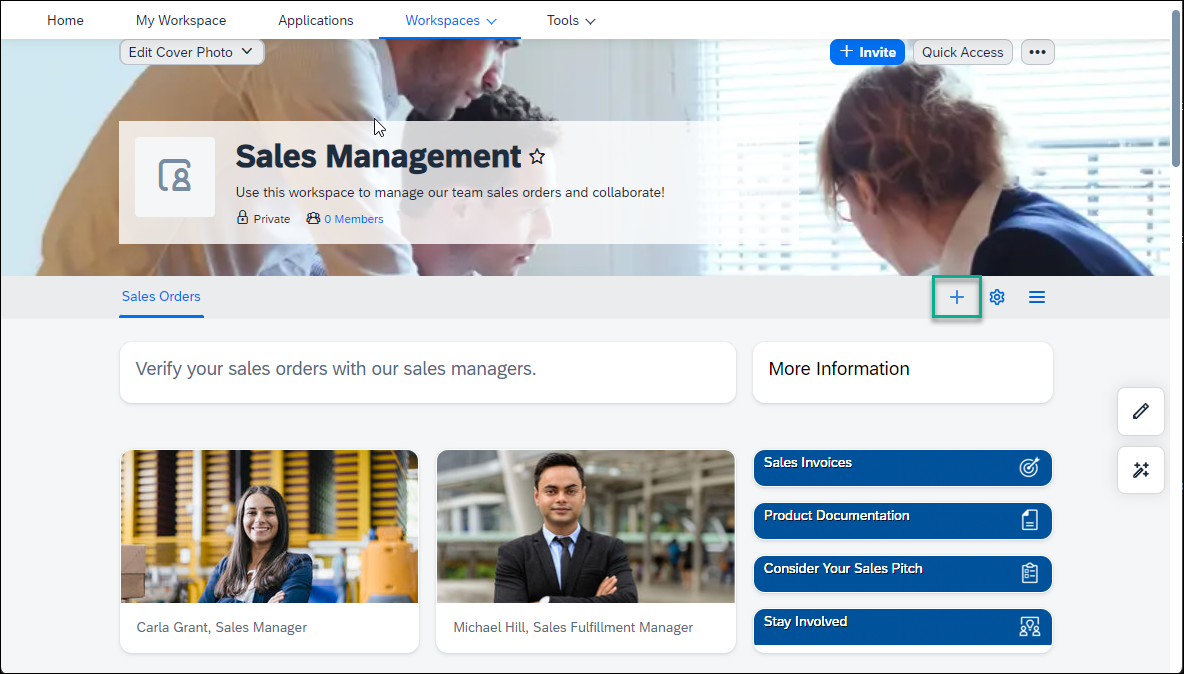 Home My Workspace Applications Workspaces Tools
Edit Cover Photo
Invite Quick Access
Sales Management
Use this workspace to manage our team sales orders and collaborate!
Private 0 Members
Sales Orders
Verify your sales orders with our sales managers.
More Information
Carla Grant, Sales Manager
Michael Hill, Sales Fulfillment Manager
Sales Invoices
Product Documentation
Consider Your Sales Pitch
Stay Involved